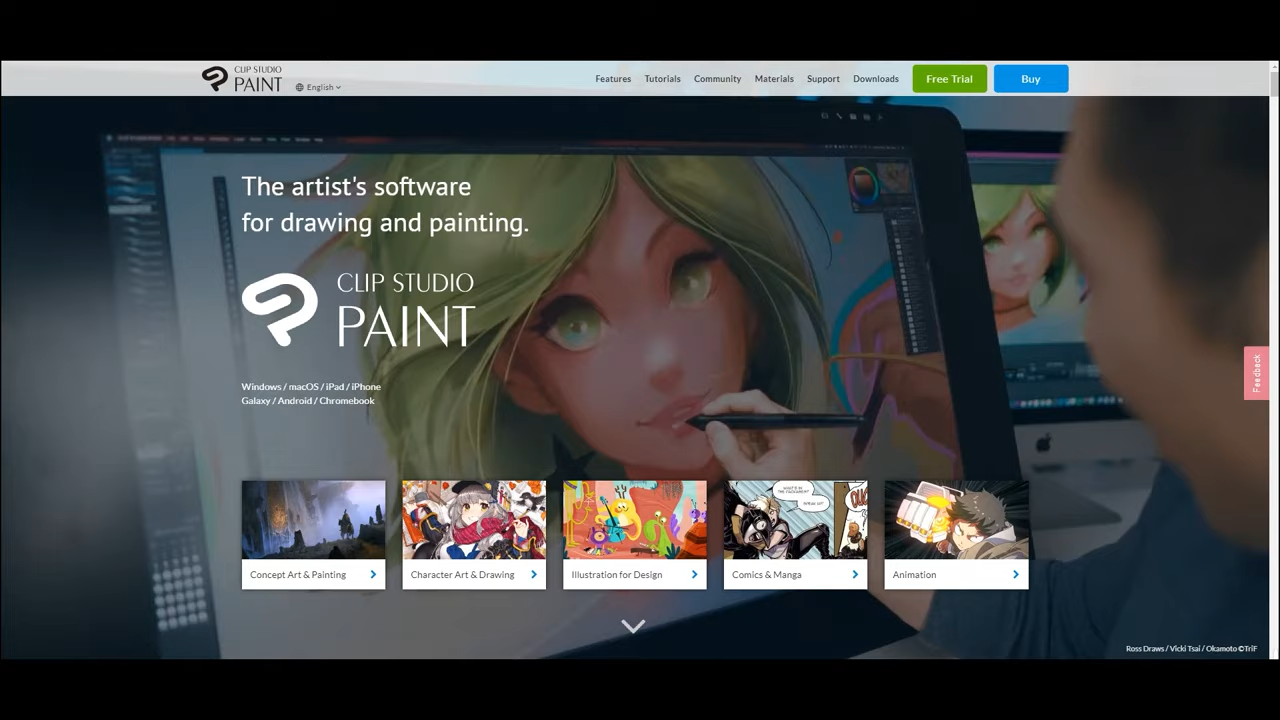 CLIP STUDIO
PAINT
English
Features
Tutorials
Community
Materials
Support
Downloads
Free Trial
Buy
The artist's software
for drawing and painting.
CLIP STUDIO
PAINT
Windows / macOS / iPad / iPhone
Galaxy / Android / Chromebook
Feedback
Concept Art & Painting
Character Art & Drawing
Illustration for Design
Comics & Manga
Animation
Ross Draws / Vicki Tsai / Okamoto ©TriF